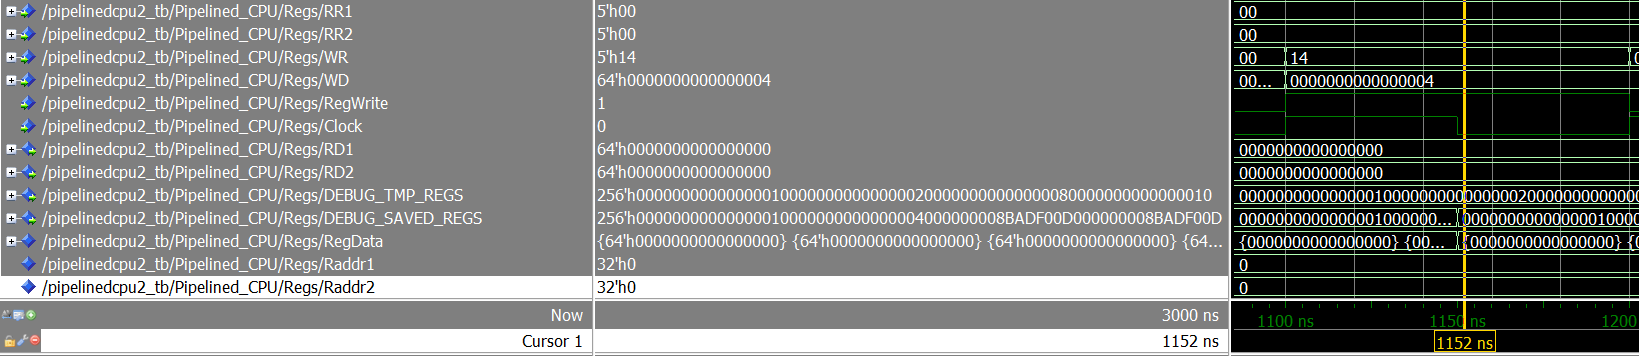 /pipelinedcpu2_tb/Pipelined_CPU/Regs/RR1 5'h00 00
/pipelinedcpu2_tb/Pipelined_CPU/Regs/RR2 5'h00 00
/pipelinedcpu2_tb/Pipelined_CPU/Regs/WR 5'h14 00 14
/pipelinedcpu2_tb/Pipelined_CPU/Regs/WD 64'h0000000000000004 00... 0000000000000004
/pipelinedcpu2_tb/Pipelined_CPU/Regs/RegWrite 1
/pipelinedcpu2_tb/Pipelined_CPU/Regs/Clock 0
/pipelinedcpu2_tb/Pipelined_CPU/Regs/RD1 64'h0000000000000000 0000000000000000
/pipelinedcpu2_tb/Pipelined_CPU/Regs/RD2 64'h0000000000000000 0000000000000000
/pipelinedcpu2_tb/Pipelined_CPU/Regs/DEBUG_TMP_REGS 256'h0000000000000001000000000000000200000000000000080000000000000010
/pipelinedcpu2_tb/Pipelined_CPU/Regs/DEBUG_SAVED_REGS 256'h00000000000000010000000000000004000000008BADF00D000000008BADF00D 0000000000000001000000... 00000000000000010000
/pipelinedcpu2_tb/Pipelined_CPU/Regs/RegData {64'h0000000000000000} {64'h0000000000000000} {64'h0000000000000000} {64... {0000000000000000} {00... {0000000000000000} {0
/pipelinedcpu2_tb/Pipelined_CPU/Regs/Raddr1 32'h0 0
/pipelinedcpu2_tb/Pipelined_CPU/Regs/Raddr2 32'h0 0
Now 3000 ns 1100 ns 1150 ns 1200
Cursor 1 1152 ns 1152 ns